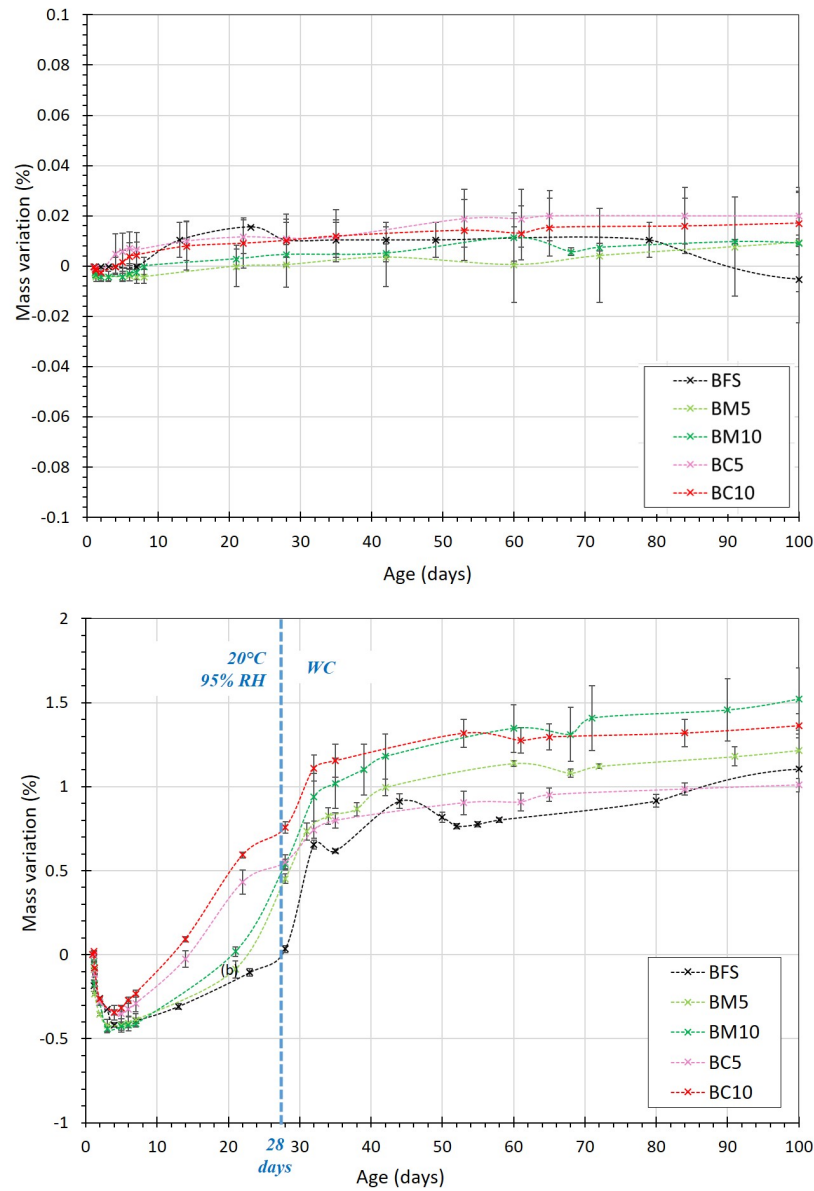 0.1
0.08
0.06
0.04
0.02
0
-0.02
-0.04
-0.06
-0.08
-0.1
Mass variation (%)
0 10 20 30 40 50 60 70 80 90 100
Age (days)
BFS
BM5
BM10
BC5
BC10
2
1.5
1
0.5
0
-0.5
-1
Mass variation (%)
20°C
95% RH
WC
(b)
BFS
BM5
BM10
BC5
BC10
0 10 20 30 40 50 60 70 80 90 100
28
days
Age (days)